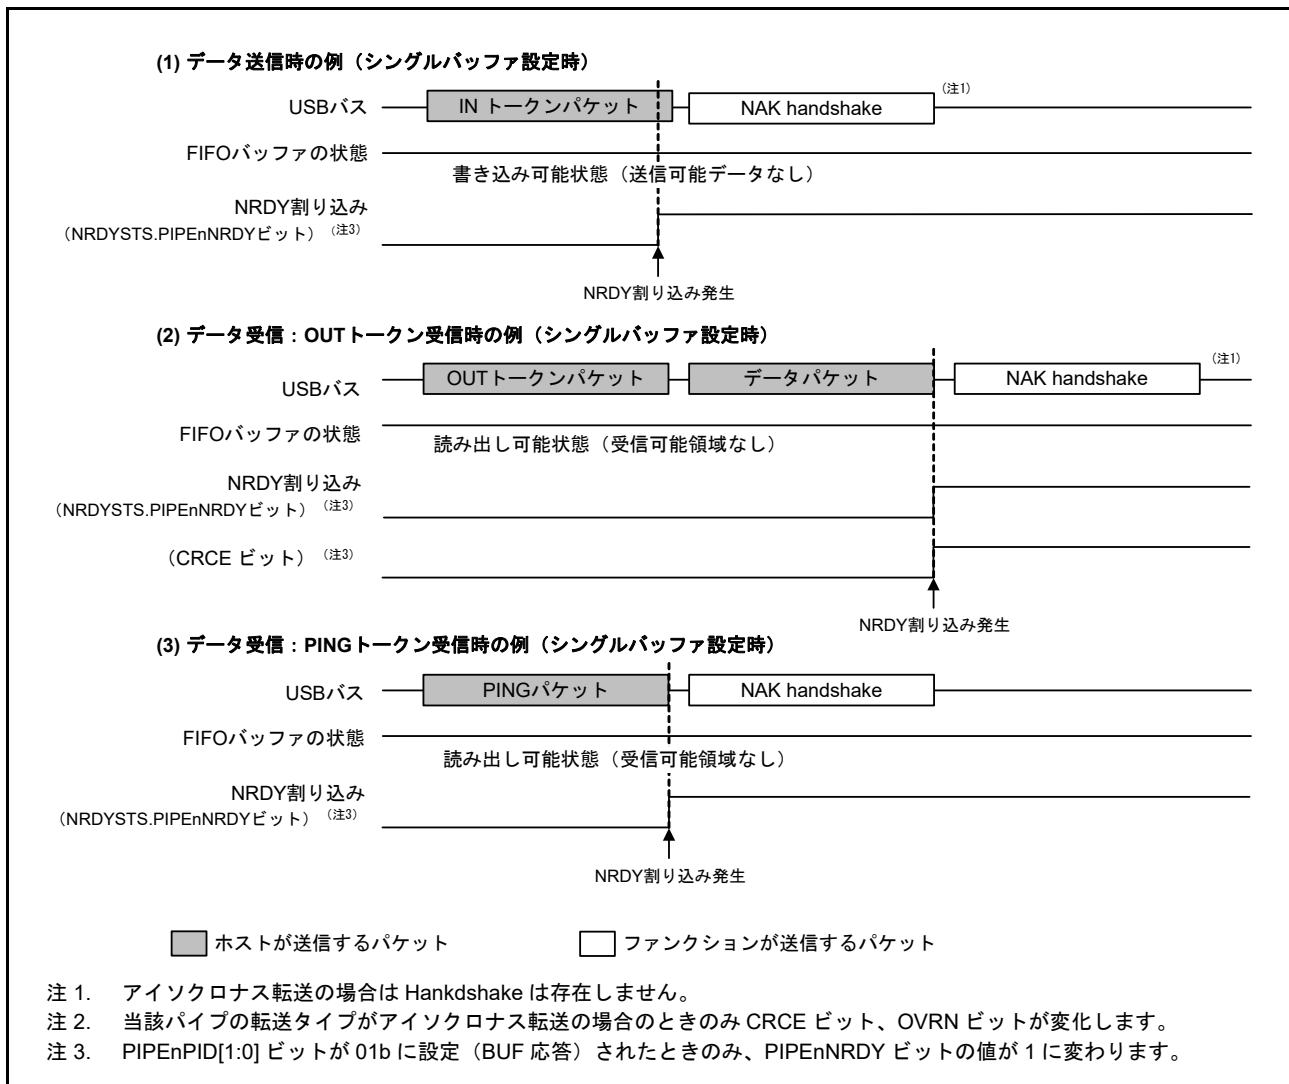 (1) データ送信時の例（シングルバッファ設定時）
USBバス
IN トークンパケット
NAK handshake
(注1)
FIFOバッファの状態
書き込み可能状態（送信可能データなし）
NRDY割り込み
（NRDYSTS.PIPEnNRDYビット）（注3）
NRDY割り込み発生
(2) データ受信：OUTトークン受信時の例（シングルバッファ設定時）
USBバス
OUTトークンパケット
データパケット
NAK handshake
(注1)
FIFOバッファの状態
読み出し可能状態（受信可能領域なし）
NRDY割り込み
（NRDYSTS.PIPEnNRDYビット）（注3）
（CRCE ビット）（注3）
NRDY割り込み発生
(3) データ受信：PINGトークン受信時の例（シングルバッファ設定時）
USBバス
PINGパケット
NAK handshake
FIFOバッファの状態
読み出し可能状態（受信可能領域なし）
NRDY割り込み
（NRDYSTS.PIPEnNRDYビット）（注3）
NRDY割り込み発生
ホストが送信するパケット
ファンクションが送信するパケット
注 1. アイソクロナス転送の場合は Hankdshake は存在しません。
注 2. 当該パイプの転送タイプがアイソクロナス転送の場合のときのみ CRCE ビット、OVRN ビットが変化します。
注 3. PIPEnPID[1:0] ビットが 01b に設定（BUF 応答）されたときのみ、PIPEnNRDY ビットの値が 1 に変わります。